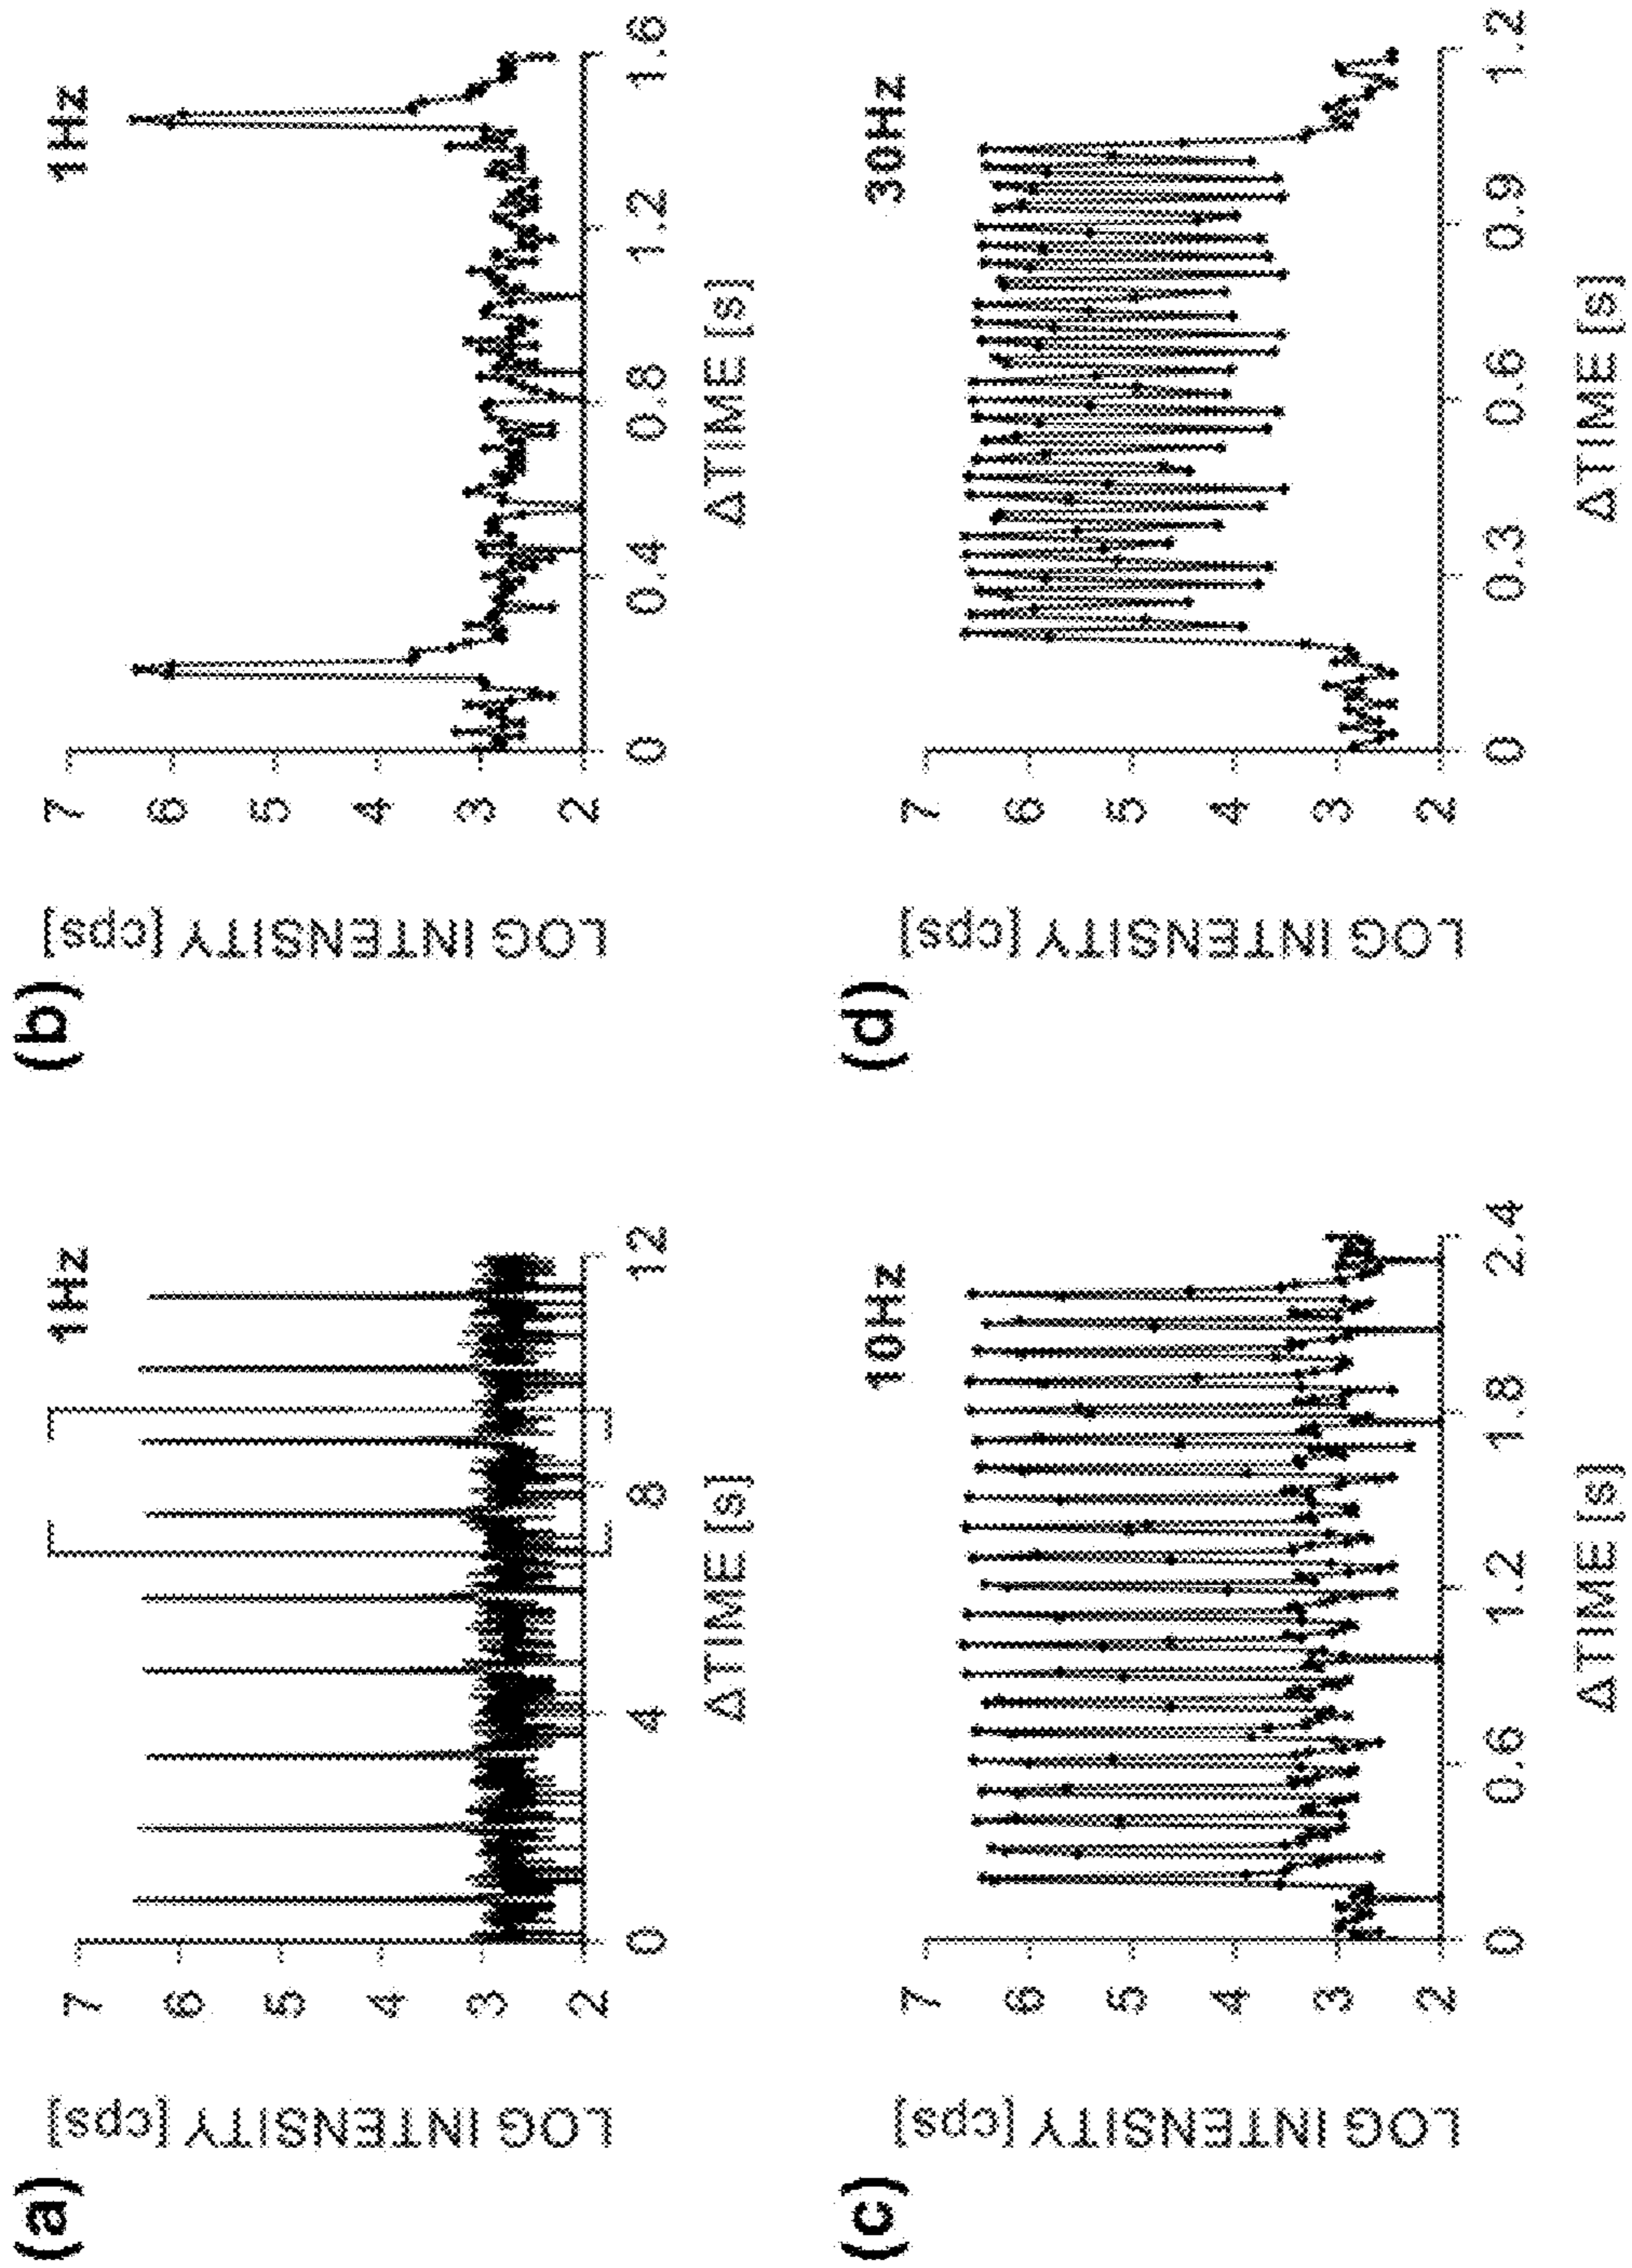 (a)
1Hz
LOG INTENSITY [cps]
7
6
5
4
3
2
0
4
8
12
ΔTIME [s]
(b)
1Hz
LOG INTENSITY [cps]
7
6
5
4
3
2
0
0.4
0.8
1.2
1.6
ΔTIME [s]
(c)
10Hz
LOG INTENSITY [cps]
7
6
5
4
3
2
0
0.6
1.2
1.8
2.4
ΔTIME [s]
(d)
30Hz
LOG INTENSITY [cps]
7
6
5
4
3
2
0
0.3
0.6
0.9
1.2
ΔTIME [s]